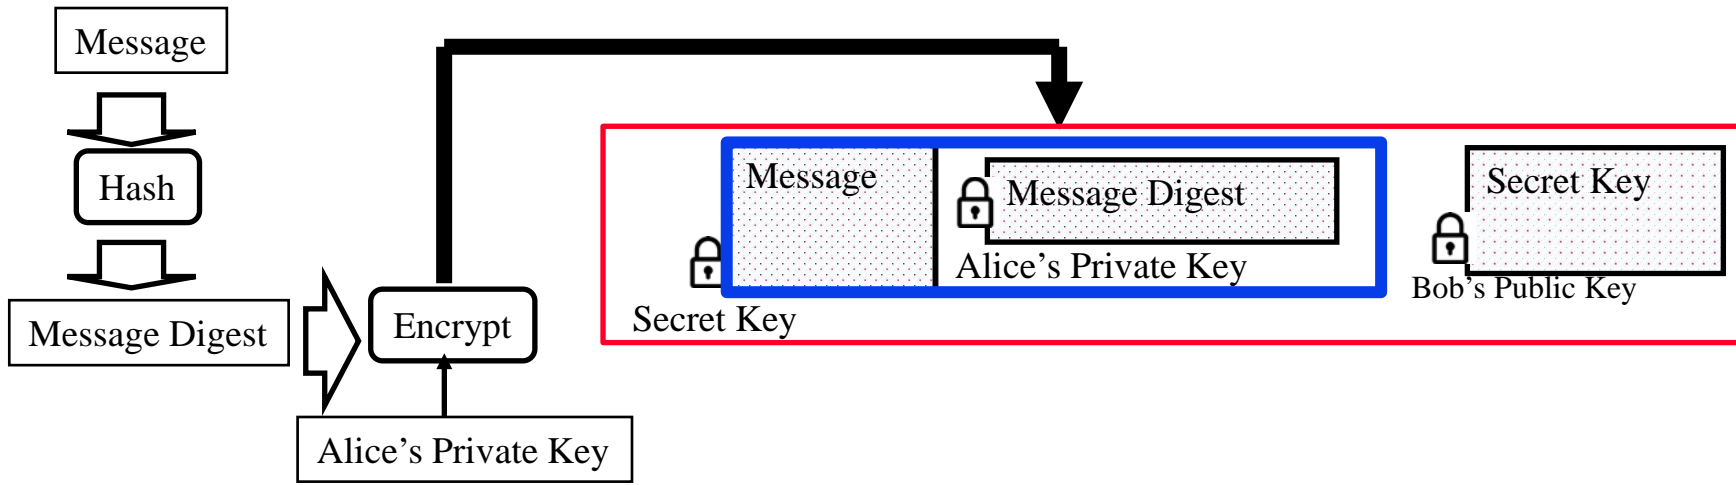 Message
Hash
Message Digest
Encrypt
Alice’s Private Key
Message
Message Digest
Alice’s Private Key
Secret Key
Secret Key
Bob’s Public Key